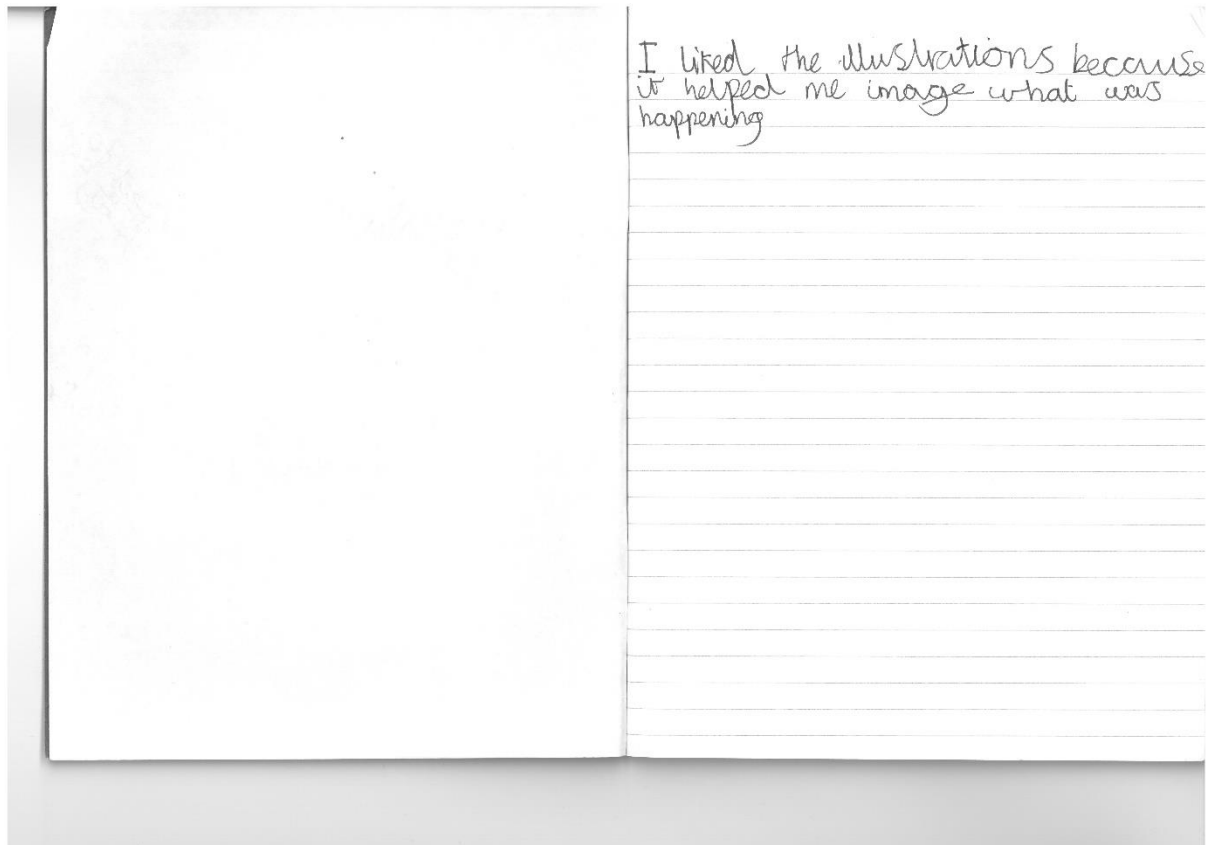 I liked the illustrations because
it helped me image what was
happening